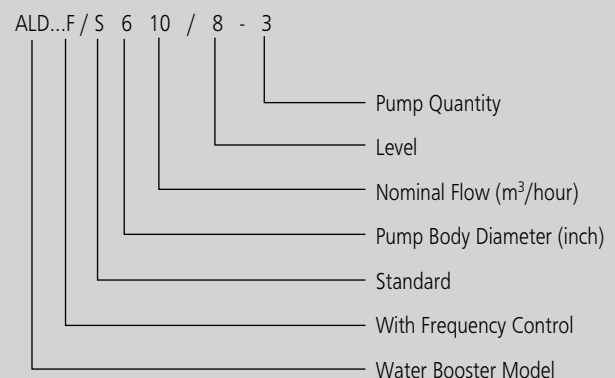 ALD...F / S 6 10 / 8 - 3
Pump Quantity
Level
Nominal Flow (m³/hour)
Pump Body Diameter (inch)
Standard
With Frequency Control
Water Booster Model